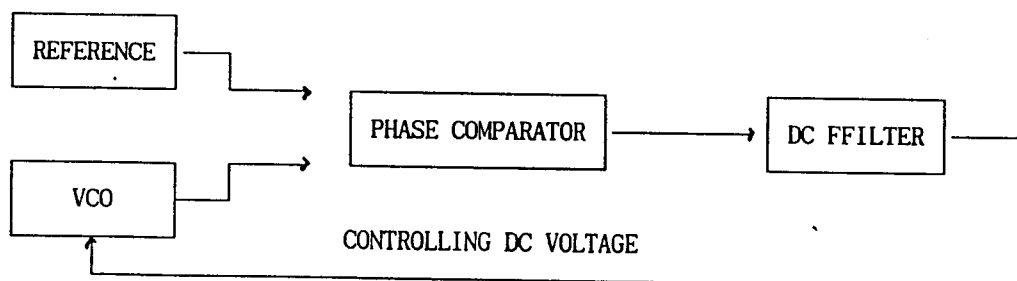 REFERENCE
PHASE COMPARATOR
DC FFILTER
VCO
CONTROLLING DC VOLTAGE